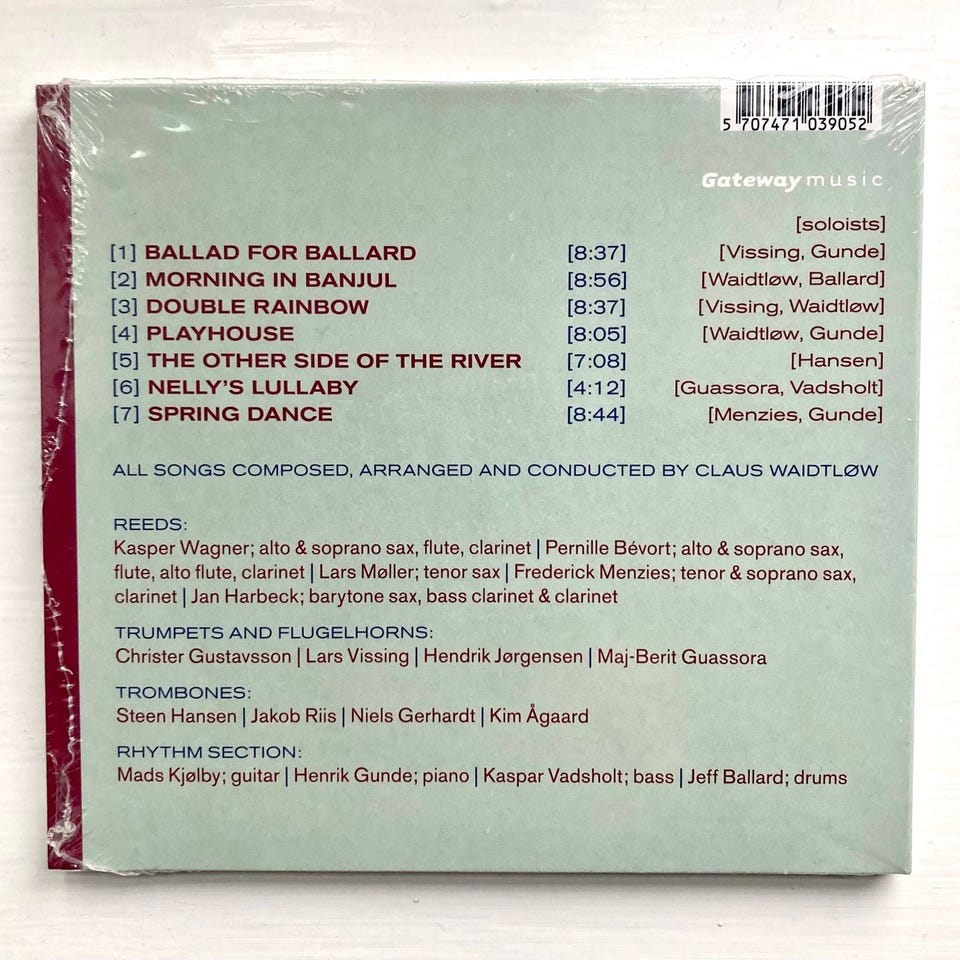 5 707471 039052
Gateway music
[soloists]
[1] BALLAD FOR BALLARD [8:37] [Vissing, Gunde]
[2] MORNING IN BANJUL [8:56] [Waidtløw, Ballard]
[3] DOUBLE RAINBOW [8:37] [Vissing, Waidtløw]
[4] PLAYHOUSE [8:05] [Waidtløw, Gunde]
[5] THE OTHER SIDE OF THE RIVER [7:08] [Hansen]
[6] NELLY'S LULLABY [4:12] [Guassora, Vadsholt]
[7] SPRING DANCE [8:44] [Menzies, Gunde]
ALL SONGS COMPOSED, ARRANGED AND CONDUCTED BY CLAUS WAIDTLØW
REEDS:
Kasper Wagner; alto & soprano sax, flute, clarinet | Pernille Bévort; alto & soprano sax,
flute, alto flute, clarinet | Lars Møller; tenor sax | Frederick Menzies; tenor & soprano sax,
clarinet | Jan Harbeck; barytone sax, bass clarinet & clarinet
TRUMPETS AND FLUGELHORNS:
Christer Gustavsson | Lars Vissing | Hendrik Jørgensen | Maj-Berit Guassora
TROMBONES:
Steen Hansen | Jakob Riis | Niels Gerhardt | Kim Ågaard
RHYTHM SECTION:
Mads Kjølby; guitar | Henrik Gunde; piano | Kaspar Vadsholt; bass | Jeff Ballard; drums